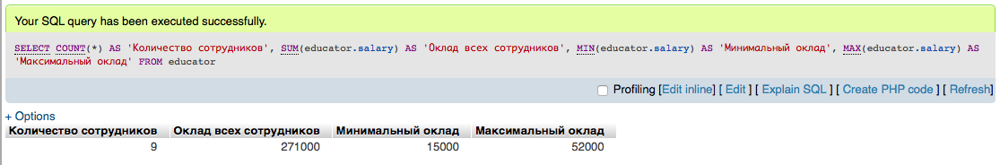 Your SQL query has been executed successfully.
SELECT COUNT(*) AS 'Количество сотрудников', SUM(educator.salary) AS 'Оклад всех сотрудников', MIN(educator.salary) AS 'Минимальный оклад', MAX(educator.salary) AS
'Максимальный оклад' FROM educator
Profiling [Edit inline] [ Edit ] [ Explain SQL ] [ Create PHP code ] [ Refresh]
+ Options
Количество сотрудников Оклад всех сотрудников Минимальный оклад Максимальный оклад
9 271000 15000 52000